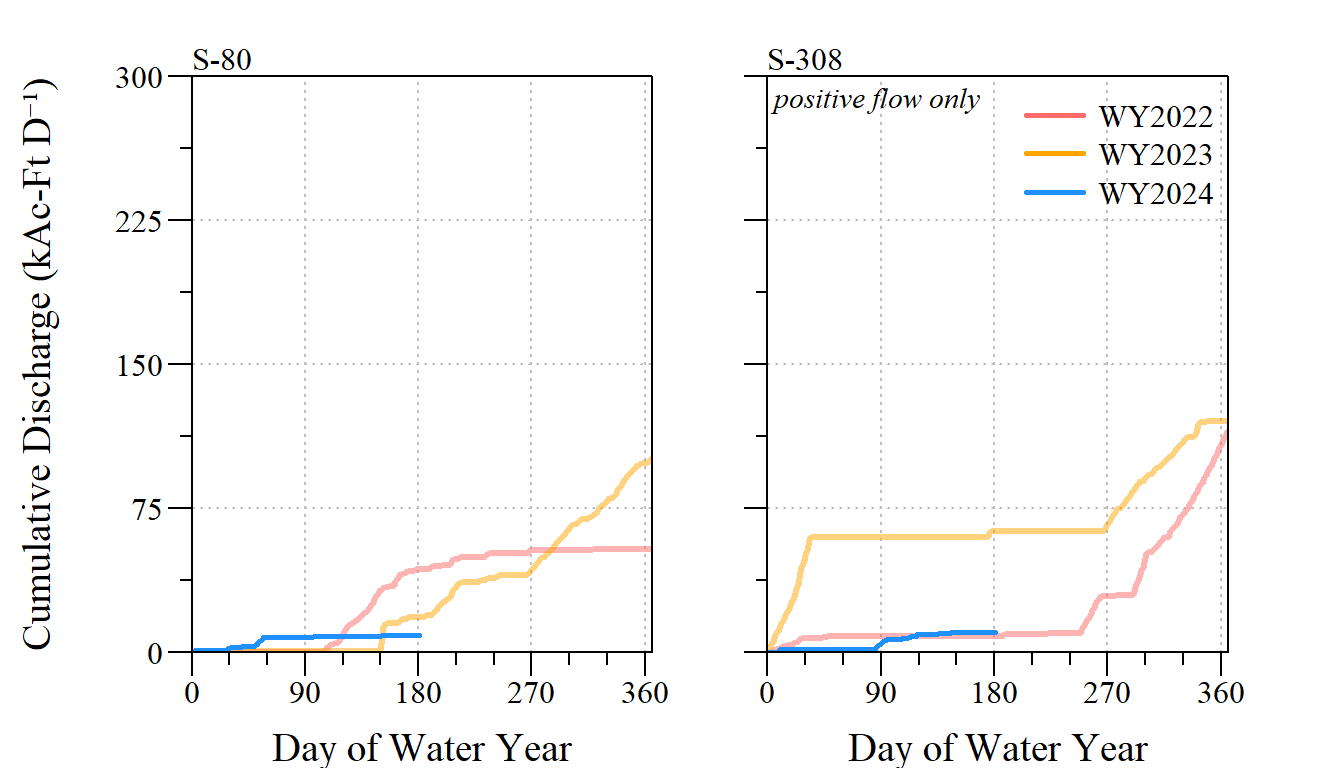 S-80
S-308
Cumulative Discharge (kAc-Ft D⁻¹)
300
225
150
75
0
positive flow only
WY2022
WY2023
WY2024
0 90 180 270 360
0 90 180 270 360
Day of Water Year
Day of Water Year